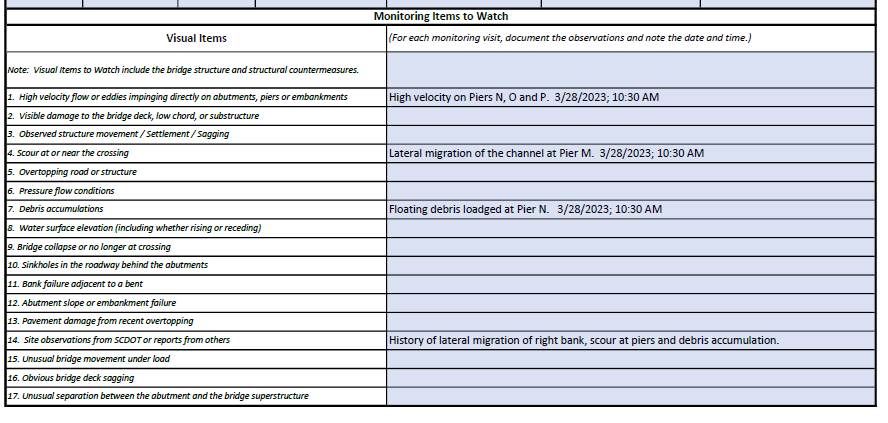 Monitoring Items to Watch
Visual Items
(For each monitoring visit, document the observations and note the date and time.)
Note: Visual Items to Watch include the bridge structure and structural countermeasures.
1. High velocity flow or eddies impinging directly on abutments, piers or embankments
High velocity on Piers N, O and P. 3/28/2023; 10:30 AM
2. Visible damage to the bridge deck, low chord, or substructure
3. Observed structure movement / Settlement / Sagging
4. Scour at or near the crossing
Lateral migration of the channel at Pier M. 3/28/2023; 10:30 AM
5. Overtopping road or structure
6. Pressure flow conditions
7. Debris accumulations
Floating debris loadged at Pier N. 3/28/2023; 10:30 AM
8. Water surface elevation (including whether rising or receding)
9. Bridge collapse or no longer at crossing
10. Sinkholes in the roadway behind the abutments
11. Bank failure adjacent to a bent
12. Abutment slope or embankment failure
13. Pavement damage from recent overtopping
14. Site observations from SCDOT or reports from others
History of lateral migration of right bank, scour at piers and debris accumulation.
15. Unusual bridge movement under load
16. Obvious bridge deck sagging
17. Unusual separation between the abutment and the bridge superstructure